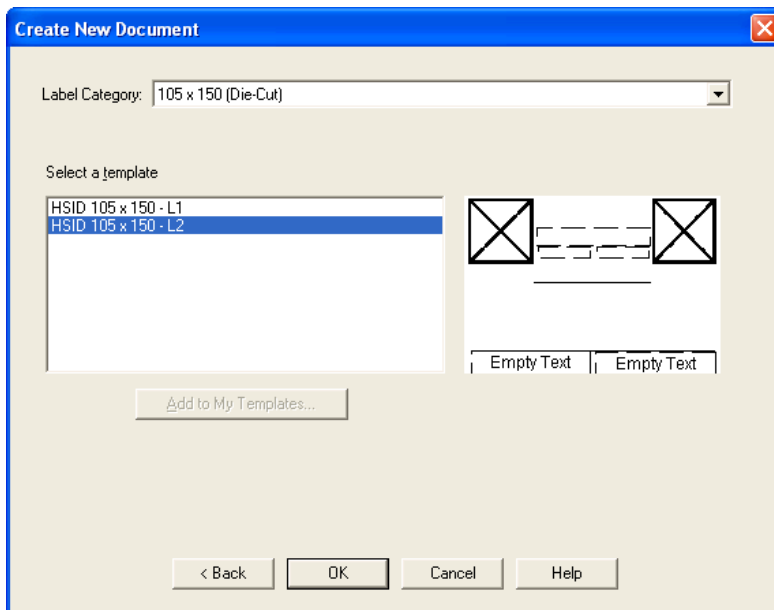 Create New Document
Label Category: 105 x 150 (Die-Cut)
Select a template
HSID 105 x 150 - L1
HSID 105 x 150 - L2
Empty Text Empty Text
Add to My Templates...
< Back OK Cancel Help